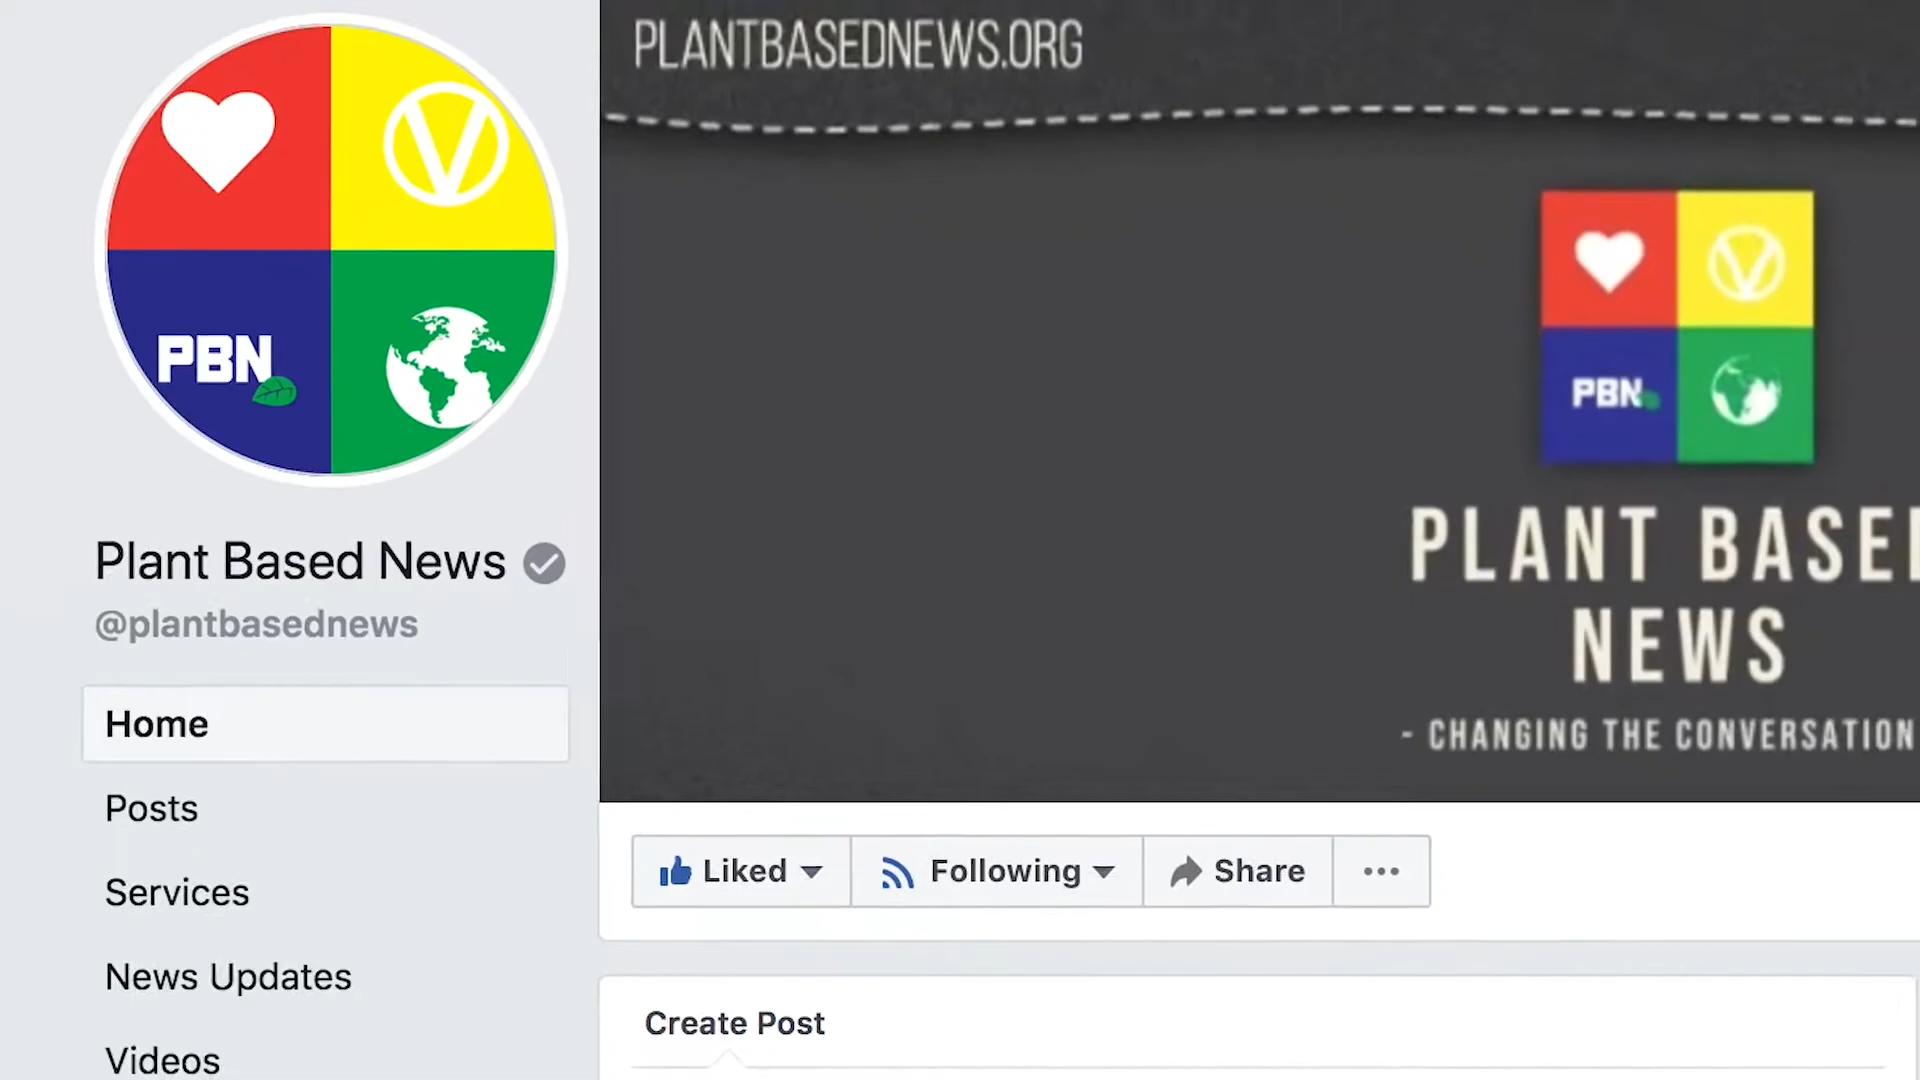 PBN
Plant Based News
@plantbasednews
Home
Posts
Services
News Updates
Videos
PLANTBASEDNEWS.ORG
V
V
PBN
PLANT BASED
NEWS
- CHANGING THE CONVERSATION
Liked
Following
Share
Create Post